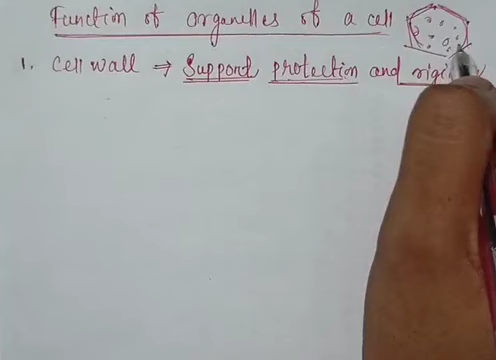 Function of organelles of a cell
1. Cell wall ⇒ Support protection and